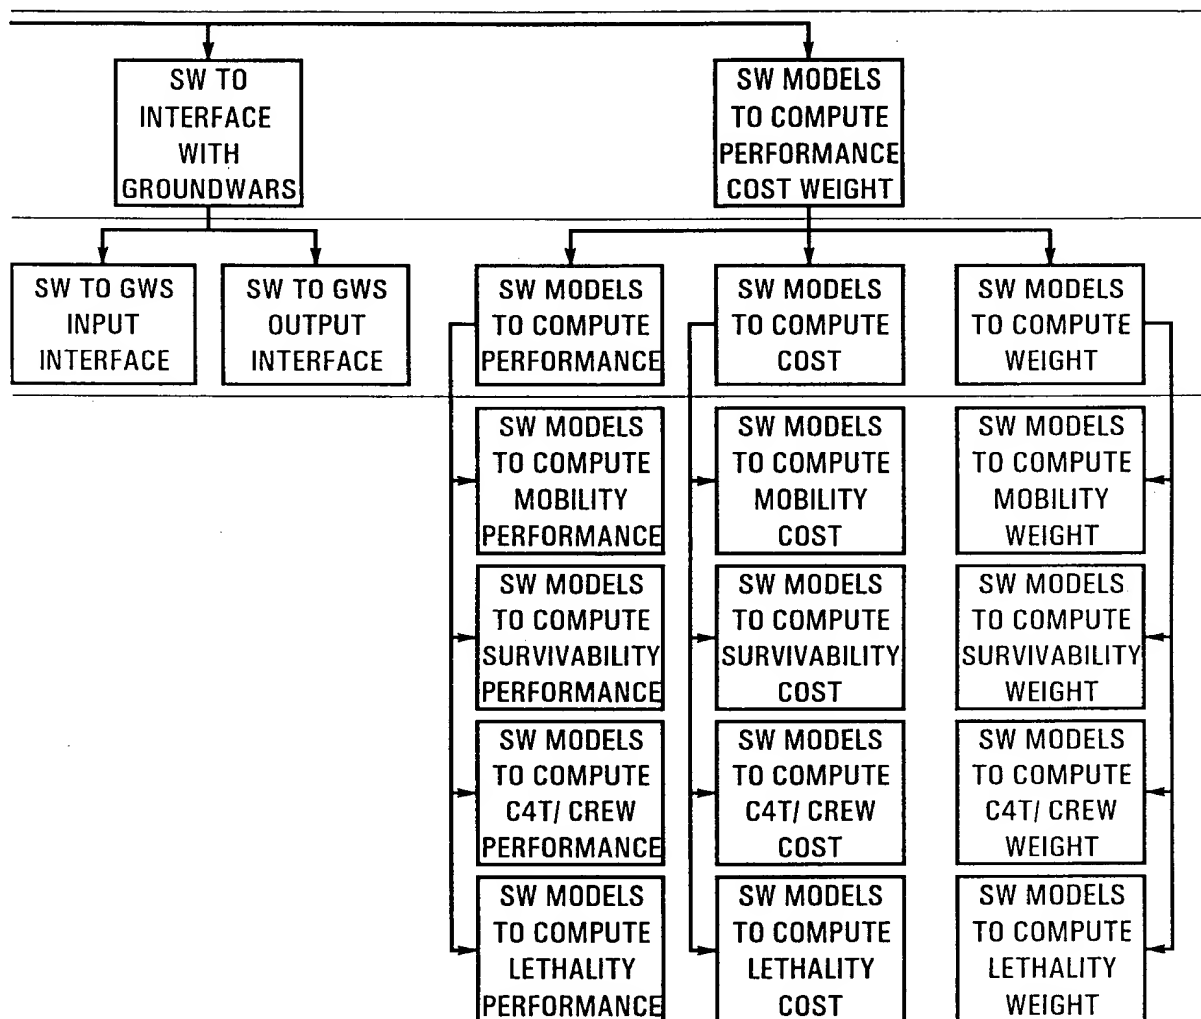 SW TO
INTERFACE
WITH
GROUNDWARS
SW MODELS
TO COMPUTE
PERFORMANCE
COST WEIGHT
SW TO GWS
INPUT
INTERFACE
SW TO GWS
OUTPUT
INTERFACE
SW MODELS
TO COMPUTE
PERFORMANCE
SW MODELS
TO COMPUTE
COST
SW MODELS
TO COMPUTE
WEIGHT
SW MODELS
TO COMPUTE
MOBILITY
PERFORMANCE
SW MODELS
TO COMPUTE
MOBILITY
COST
SW MODELS
TO COMPUTE
MOBILITY
WEIGHT
SW MODELS
TO COMPUTE
SURVIVABILITY
PERFORMANCE
SW MODELS
TO COMPUTE
SURVIVABILITY
COST
SW MODELS
TO COMPUTE
SURVIVABILITY
WEIGHT
SW MODELS
TO COMPUTE
C4T/ CREW
PERFORMANCE
SW MODELS
TO COMPUTE
C4T/ CREW
COST
SW MODELS
TO COMPUTE
C4T/ CREW
WEIGHT
SW MODELS
TO COMPUTE
LETHALITY
PERFORMANCE
SW MODELS
TO COMPUTE
LETHALITY
COST
SW MODELS
TO COMPUTE
LETHALITY
WEIGHT